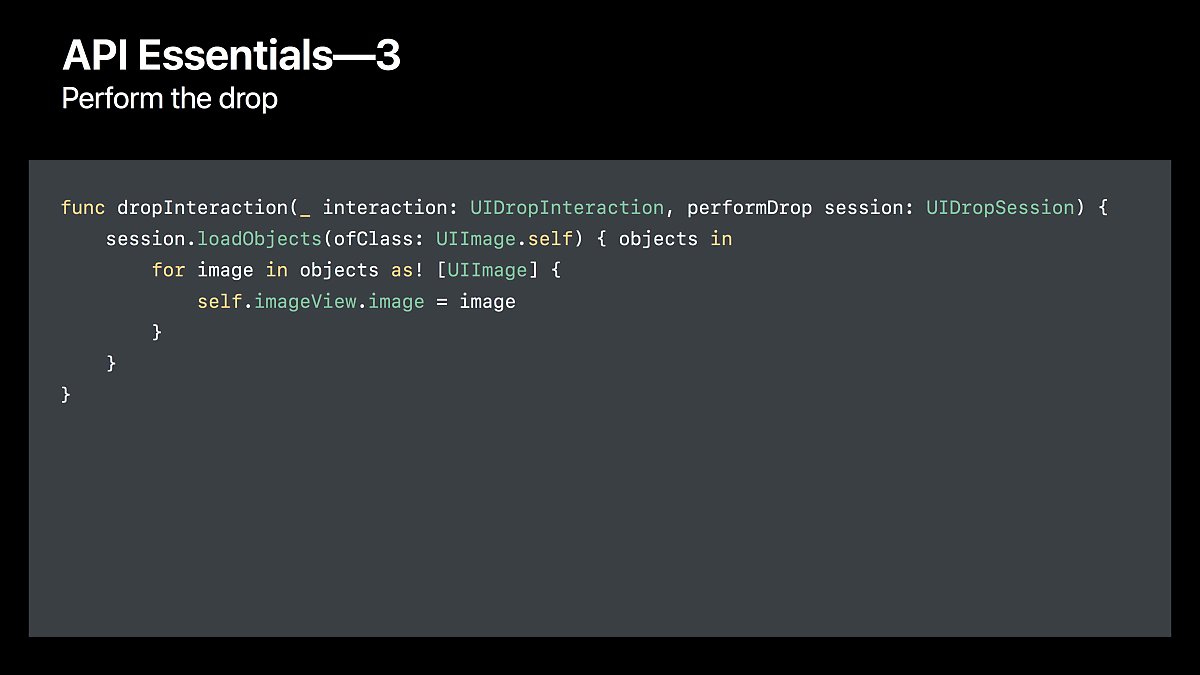 API Essentials—3
Perform the drop
func dropInteraction(_ interaction: UIDropInteraction, performDrop session: UIDropSession) {
    session.loadObjects(ofClass: UIImage.self) { objects in
        for image in objects as! [UIImage] {
            self.imageView.image = image
        }
    }
}